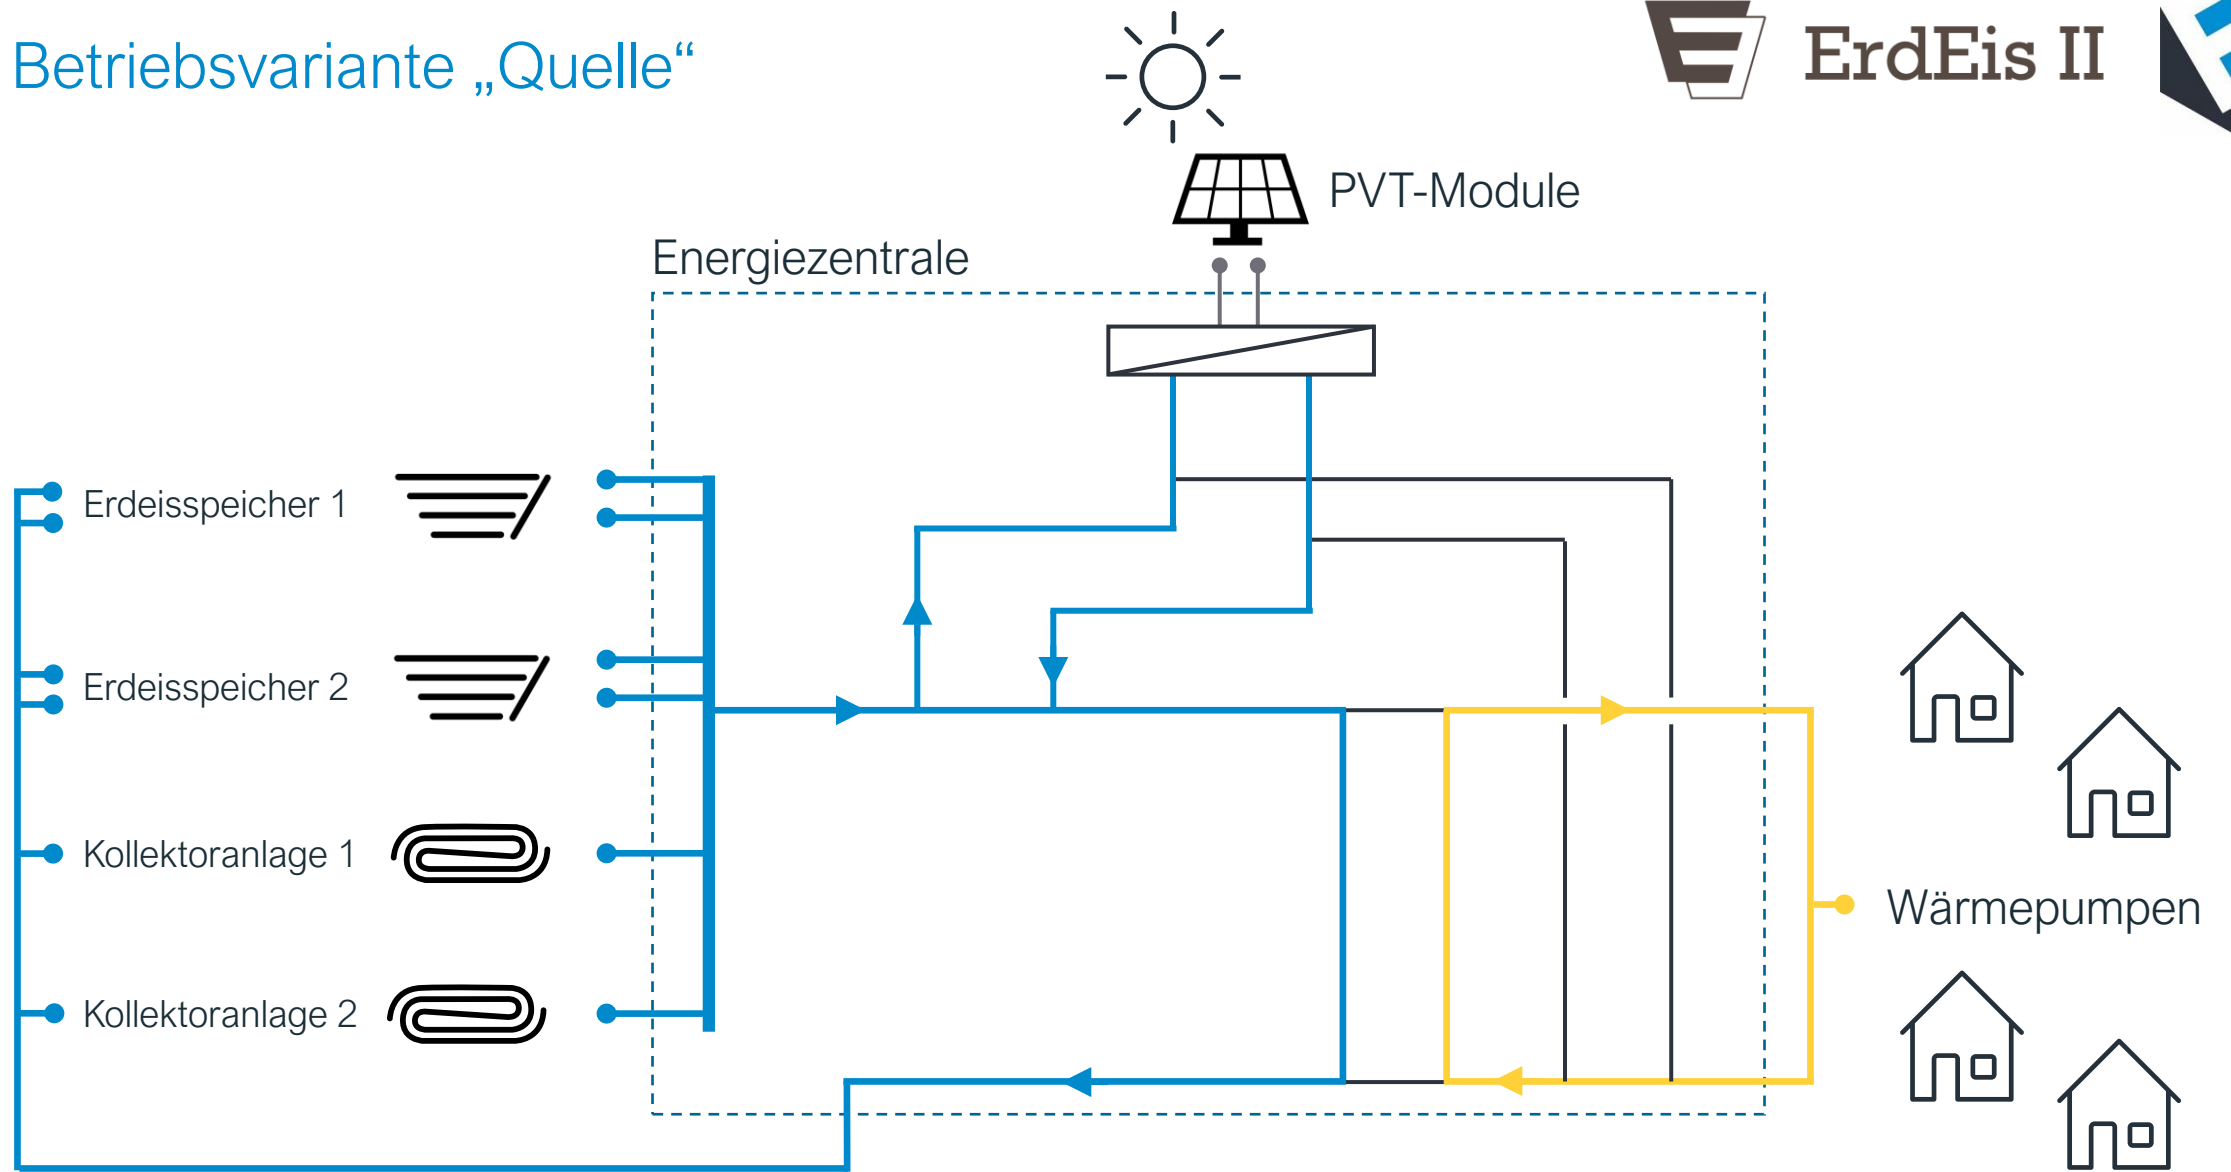 Betriebsvariante „Quelle“
ErdEis II
PVT-Module
Energiezentrale
Erdeisspeicher 1
Erdeisspeicher 2
Kollektoranlage 1
Wärmepumpen
Kollektoranlage 2